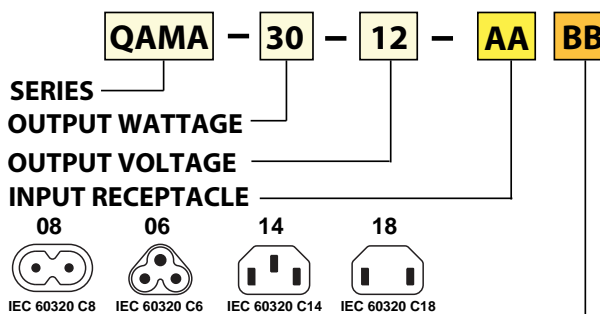 QAMA – 30 – 12 – AA BB
SERIES
OUTPUT WATTAGE
OUTPUT VOLTAGE
INPUT RECEPTACLE
08 06 14 18
IEC 60320 C8 IEC 60320 C6 IEC 60320 C14 IEC 60320 C18